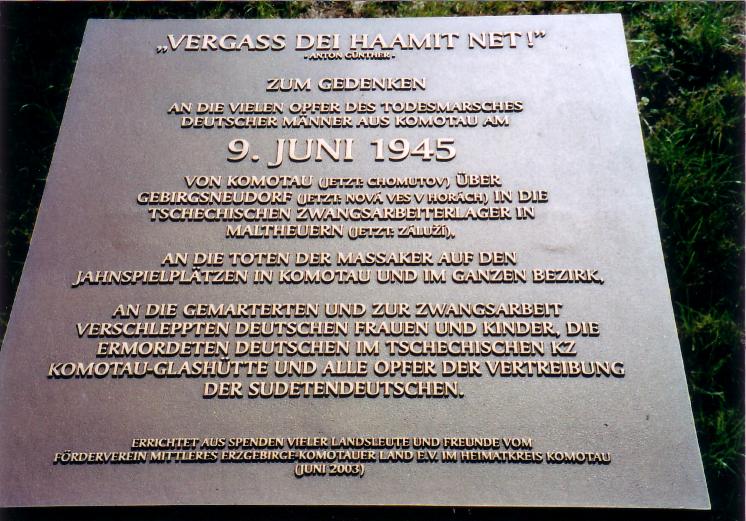 „VERGASS DEI HAAMIT NET!”
- ANTON GÜNTHER -
ZUM GEDENKEN
AN DIE VIELEN OPFER DES TODESMARSCHES
DEUTSCHER MÄNNER AUS KOMOTAU AM
9. JUNI 1945
VON KOMOTAU (JETZT: CHOMUTOV) ÜBER
GEBIRGSNEUDORF (JETZT: NOVÁ VES V HORÁCH) IN DIE
TSCHECHISCHEN ZWANGSARBEITERLAGER IN
MALTHEUERN (JETZT: ZÁLUŽÍ),
AN DIE TOTEN DER MASSAKER AUF DEN
JAHNSPIELPLÄTZEN IN KOMOTAU UND IM GANZEN BEZIRK,
AN DIE GEMARTERTEN UND ZUR ZWANGSARBEIT
VERSCHLEPPTEN DEUTSCHEN FRAUEN UND KINDER, DIE
ERMORDETEN DEUTSCHEN IM TSCHECHISCHEN KZ
KOMOTAU-GLASHÜTTE UND ALLE OPFER DER VERTREIBUNG
DER SUDETENDEUTSCHEN.
ERRICHTET AUS SPENDEN VIELER LANDSLEUTE UND FREUNDE VOM
FÖRDERVEREIN MITTLERES ERZGEBIRGE-KOMOTAUER LAND E.V. IM HEIMATKREIS KOMOTAU
(JUNI 2003)